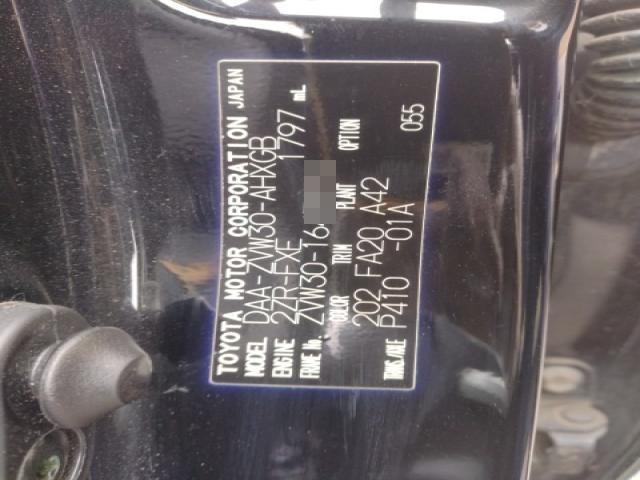 TOYOTA MOTOR CORPORATION JAPAN
MODEL DAA-ZVW30-AHXGB
ENGINE 2ZR-FXE 1797 mL
FRAME No. ZVW30-16
COLOR TRIM PLANT OPTION
202 FA20 A42
TRNS/AXLE P410 -01A 055